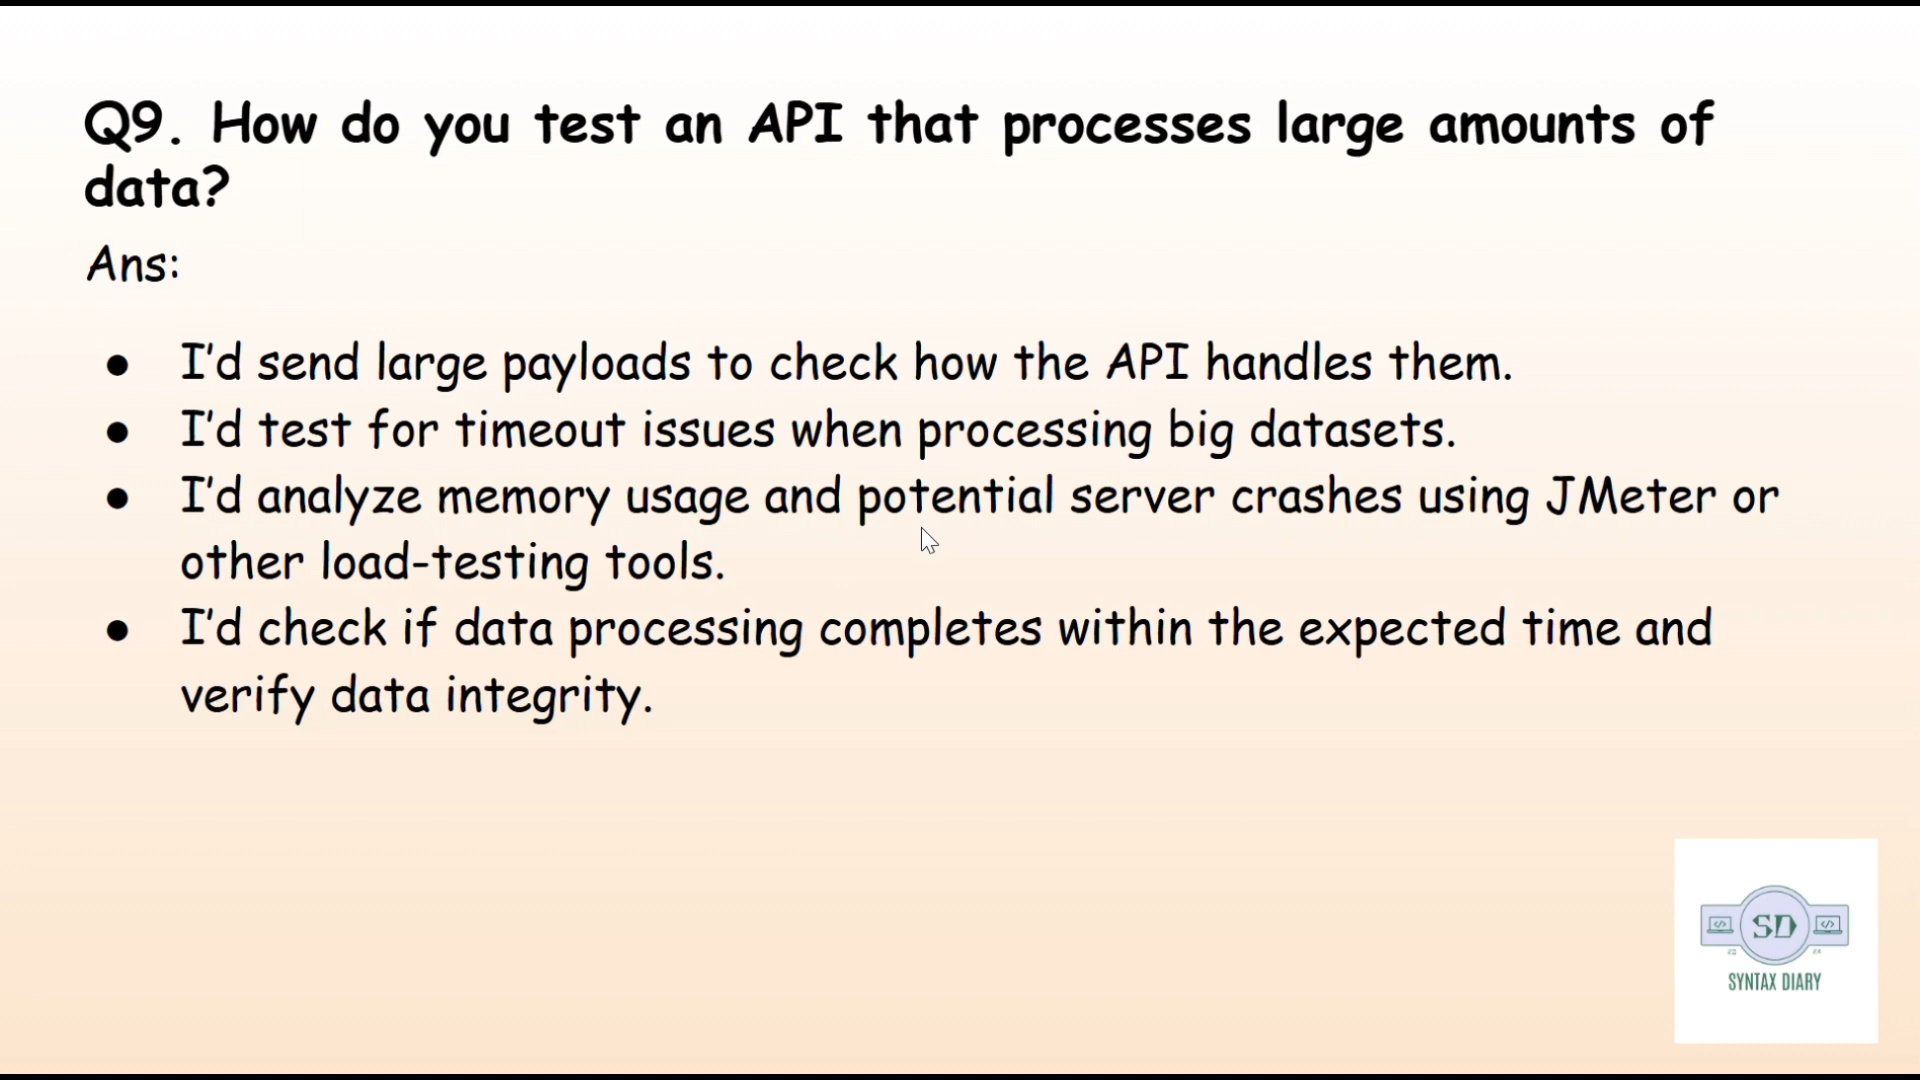 Q9. How do you test an API that processes large amounts of
data?
Ans:
● I'd send large payloads to check how the API handles them.
● I'd test for timeout issues when processing big datasets.
● I'd analyze memory usage and potential server crashes using JMeter or
other load-testing tools.
● I'd check if data processing completes within the expected time and
verify data integrity.
SD
SYNTAX DIARY